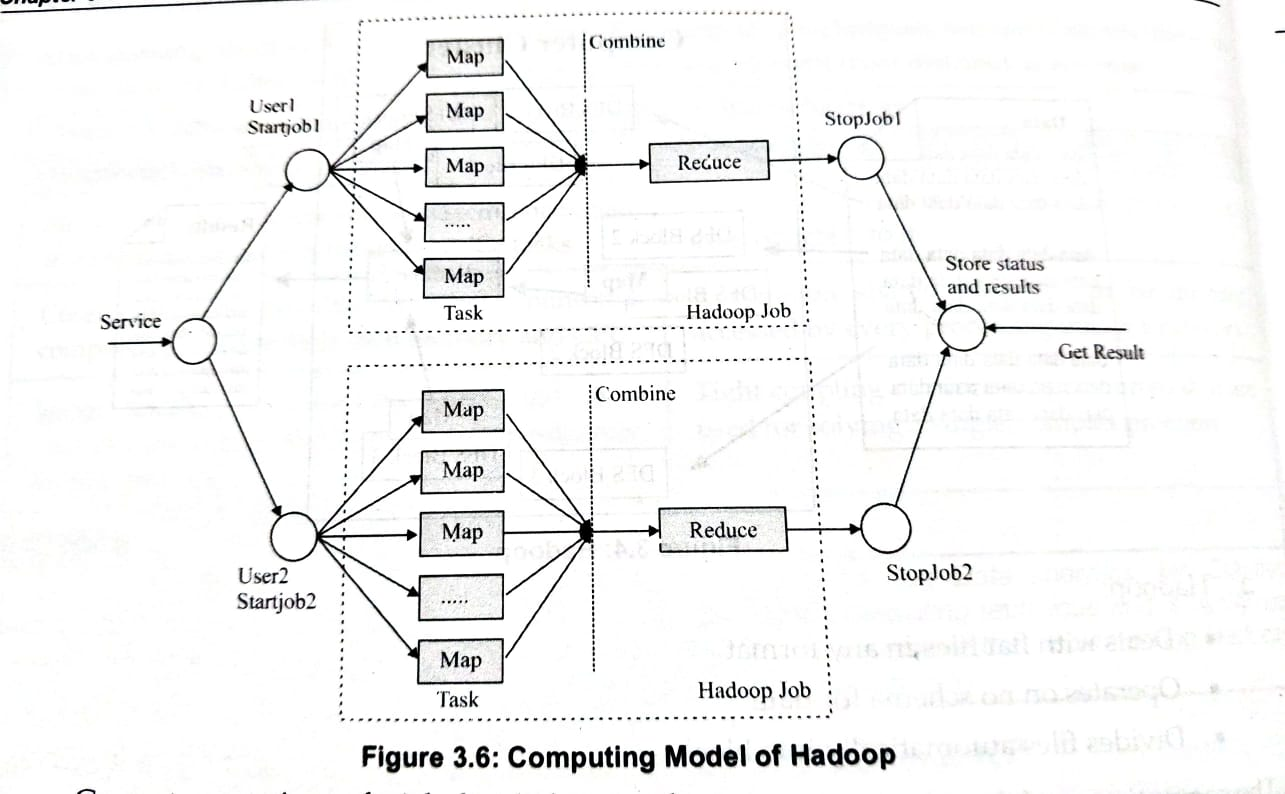 Combine
Map
Map
Map
.....
Map
Task
User1
Startjob1
Reduce
StopJob1
Hadoop Job
Service
Store status
and results
Get Result
Combine
Map
Map
Map
.....
Map
Task
User2
Startjob2
Reduce
StopJob2
Hadoop Job
Figure 3.6: Computing Model of Hadoop